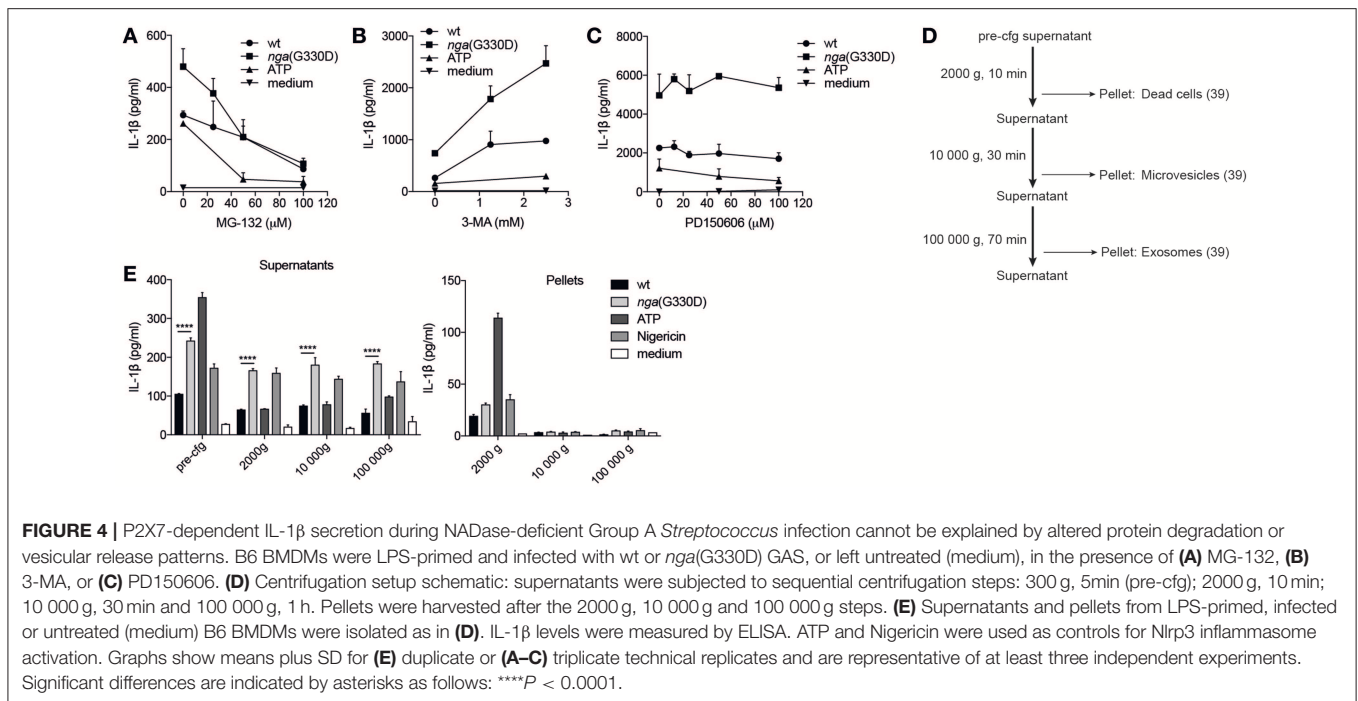 A
600
400
200
0
IL-1β (pg/ml)
wt
nga(G330D)
ATP
medium
0 20 40 60 80 100 120
MG-132 (μM)
B
3000
2000
1000
0
IL-1β (pg/ml)
wt
nga(G330D)
ATP
medium
0 1 2 3
3-MA (mM)
C
8000
6000
4000
2000
0
IL-1β (pg/ml)
wt
nga(G330D)
ATP
medium
0 20 40 60 80 100 120
PD150606 (μM)
D
pre-cfg supernatant
2000 g, 10 min
Pellet: Dead cells (39)
Supernatant
10 000 g, 30 min
Pellet: Microvesicles (39)
Supernatant
100 000 g, 70 min
Pellet: Exosomes (39)
Supernatant
E
Supernatants
400
300
200
100
0
IL-1β (pg/ml)
**** **** **** ****
pre-cfg 2000g 10 000g 100 000g
Pellets
150
100
50
0
IL-1β (pg/ml)
2000 g 10 000 g 100 000 g
wt
nga(G330D)
ATP
Nigericin
medium
FIGURE 4 | P2X7-dependent IL-1β secretion during NADase-deficient Group A Streptococcus infection cannot be explained by altered protein degradation or
vesicular release patterns. B6 BMDMs were LPS-primed and infected with wt or nga(G330D) GAS, or left untreated (medium), in the presence of (A) MG-132, (B)
3-MA, or (C) PD150606. (D) Centrifugation setup schematic: supernatants were subjected to sequential centrifugation steps: 300 g, 5min (pre-cfg); 2000 g, 10 min;
10 000 g, 30 min and 100 000 g, 1 h. Pellets were harvested after the 2000 g, 10 000 g and 100 000 g steps. (E) Supernatants and pellets from LPS-primed, infected
or untreated (medium) B6 BMDMs were isolated as in (D). IL-1β levels were measured by ELISA. ATP and Nigericin were used as controls for Nlrp3 inflammasome
activation. Graphs show means plus SD for (E) duplicate or (A–C) triplicate technical replicates and are representative of at least three independent experiments.
Significant differences are indicated by asterisks as follows: ****P < 0.0001.